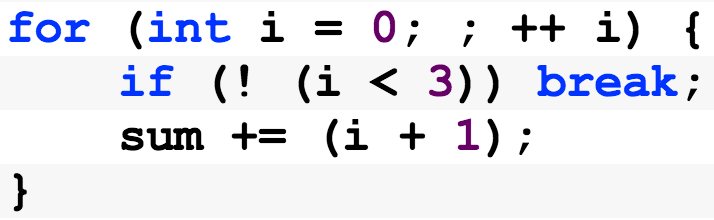 for (int i = 0; ; ++ i) {
    if (! (i < 3)) break;
    sum += (i + 1);
}